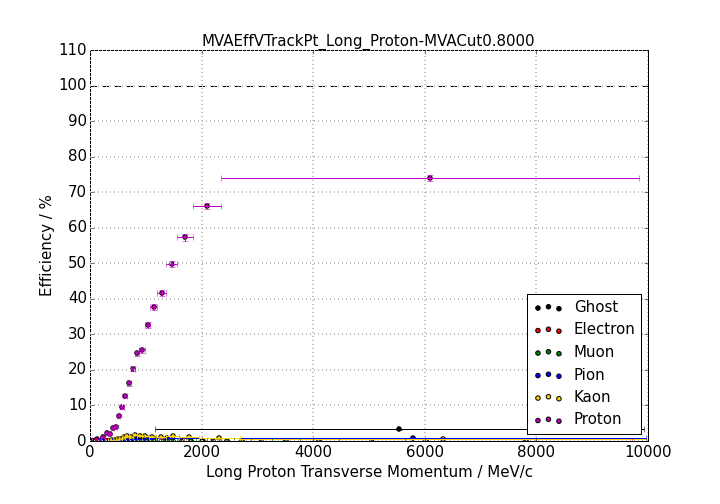 MVAEffVTrackPt_Long_Proton-MVACut0.8000
110
100
90
80
70
60
50
40
30
20
10
0
Efficiency / %
Ghost
Electron
Muon
Pion
Kaon
Proton
0 2000 4000 6000 8000 10000
Long Proton Transverse Momentum / MeV/c